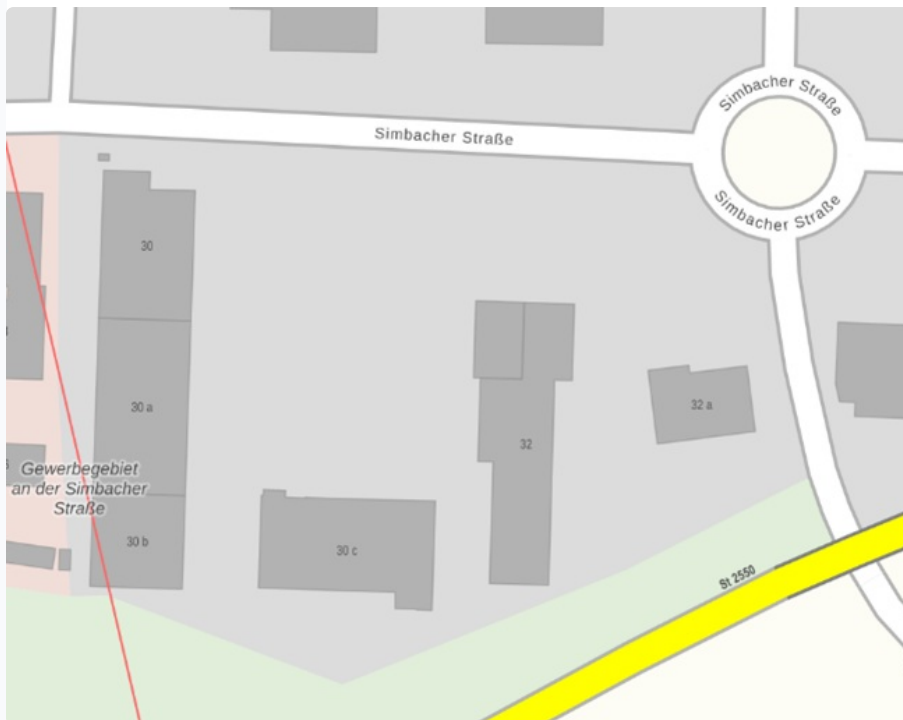 Simbacher Straße
Simbacher Straße
Simbacher Straße
30
30 a
32 a
32
Gewerbegebiet
an der Simbacher
Straße
30 b
30 c
St 2550